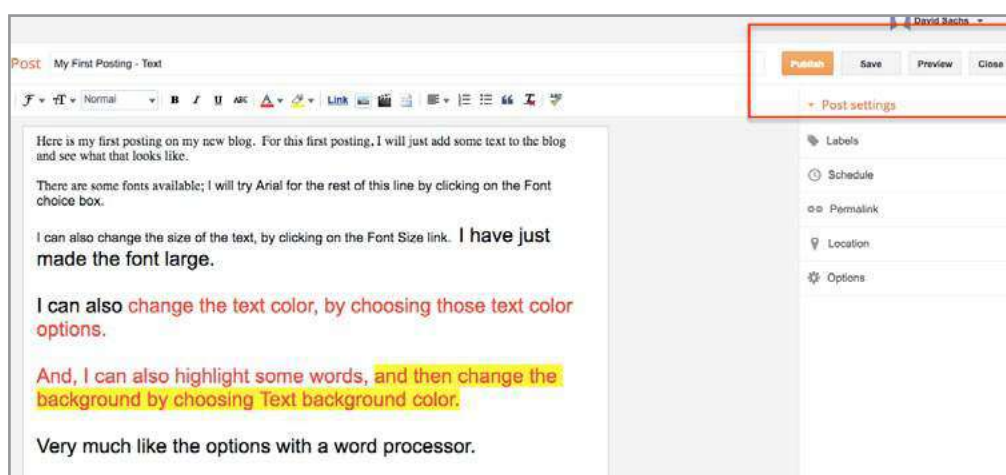 David Sachs
Post My First Posting - Text
Publish Save Preview Close
Normal B I U ABC A Link
Post settings
Here is my first posting on my new blog. For this first posting, I will just add some text to the blog
and see what that looks like.
Labels
Schedule
There are some fonts available; I will try Arial for the rest of this line by clicking on the Font
choice box.
Permalink
I can also change the size of the text, by clicking on the Font Size link. I have just
made the font large.
Location
Options
I can also change the text color, by choosing those text color
options.
And, I can also highlight some words, and then change the
background by choosing Text background color.
Very much like the options with a word processor.